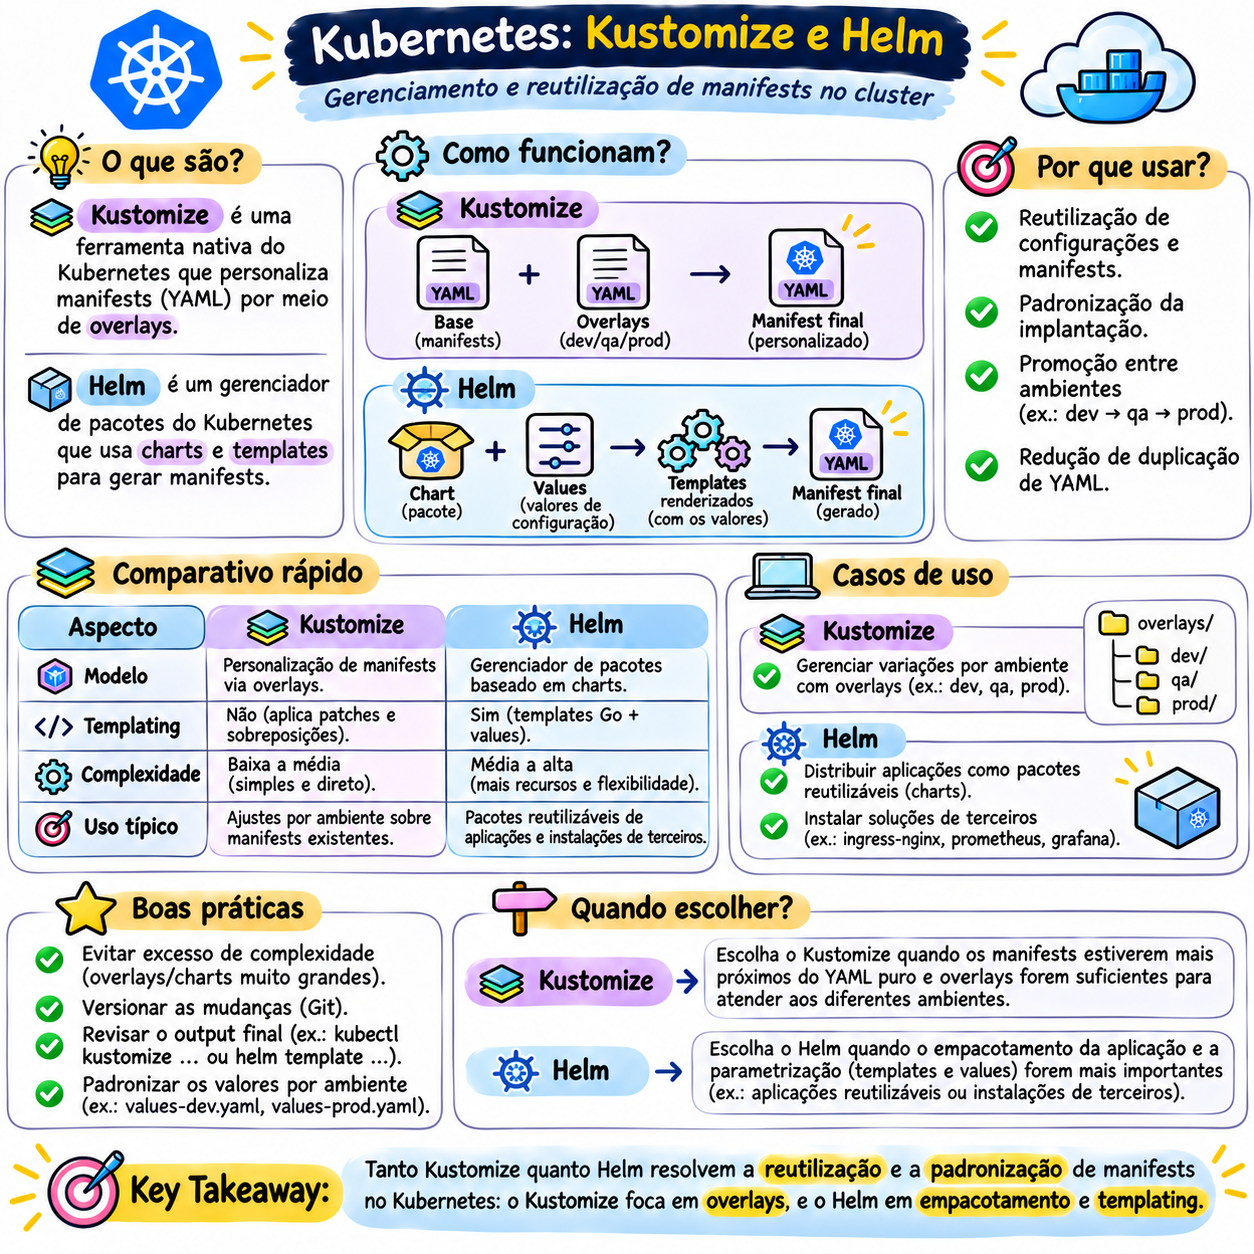 Kubernetes: Kustomize e Helm
Gerenciamento e reutilização de manifests no cluster
O que são?
Kustomize é uma
ferramenta nativa do
Kubernetes que personaliza
manifests (YAML) por meio
de overlays.
Helm é um gerenciador
de pacotes do Kubernetes
que usa charts e templates
para gerar manifests.
Como funcionam?
Kustomize
YAML
+
YAML
→
YAML
Base
(manifests)
Overlays
(dev/qa/prod)
Manifest final
(personalizado)
Helm
+
→
→
YAML
Chart
(pacote)
Values
(valores de
configuração)
Templates
renderizados
(com os valores)
Manifest final
(gerado)
Por que usar?
Reutilização de
configurações e
manifests.
Padronização da
implantação.
Promoção entre
ambientes
(ex.: dev → qa → prod).
Redução de duplicação
de YAML.
Comparativo rápido
Aspecto
Kustomize
Helm
Modelo
Personalização de manifests
via overlays.
Gerenciador de pacotes
baseado em charts.
</> Templating
Não (aplica patches e
sobreposições).
Sim (templates Go +
values).
Complexidade
Baixa a média
(simples e direto).
Média a alta
(mais recursos e flexibilidade).
Uso típico
Ajustes por ambiente sobre
manifests existentes.
Pacotes reutilizáveis de
aplicações e instalações de terceiros.
Casos de uso
Kustomize
Gerenciar variações por ambiente
com overlays (ex.: dev, qa, prod).
overlays/
dev/
qa/
prod/
Helm
Distribuir aplicações como pacotes
reutilizáveis (charts).
Instalar soluções de terceiros
(ex.: ingress-nginx, prometheus, grafana).
Boas práticas
Evitar excesso de complexidade
(overlays/charts muito grandes).
Versionar as mudanças (Git).
Revisar o output final (ex.: kubectl
kustomize ... ou helm template ...).
Padronizar os valores por ambiente
(ex.: values-dev.yaml, values-prod.yaml).
Quando escolher?
Kustomize →
Escolha o Kustomize quando os manifests estiverem mais
próximos do YAML puro e overlays forem suficientes para
atender aos diferentes ambientes.
Helm →
Escolha o Helm quando o empacotamento da aplicação e a
parametrização (templates e values) forem mais importantes
(ex.: aplicações reutilizáveis ou instalações de terceiros).
Key Takeaway:
Tanto Kustomize quanto Helm resolvem a reutilização e a padronização de manifests
no Kubernetes: o Kustomize foca em overlays, e o Helm em empacotamento e templating.